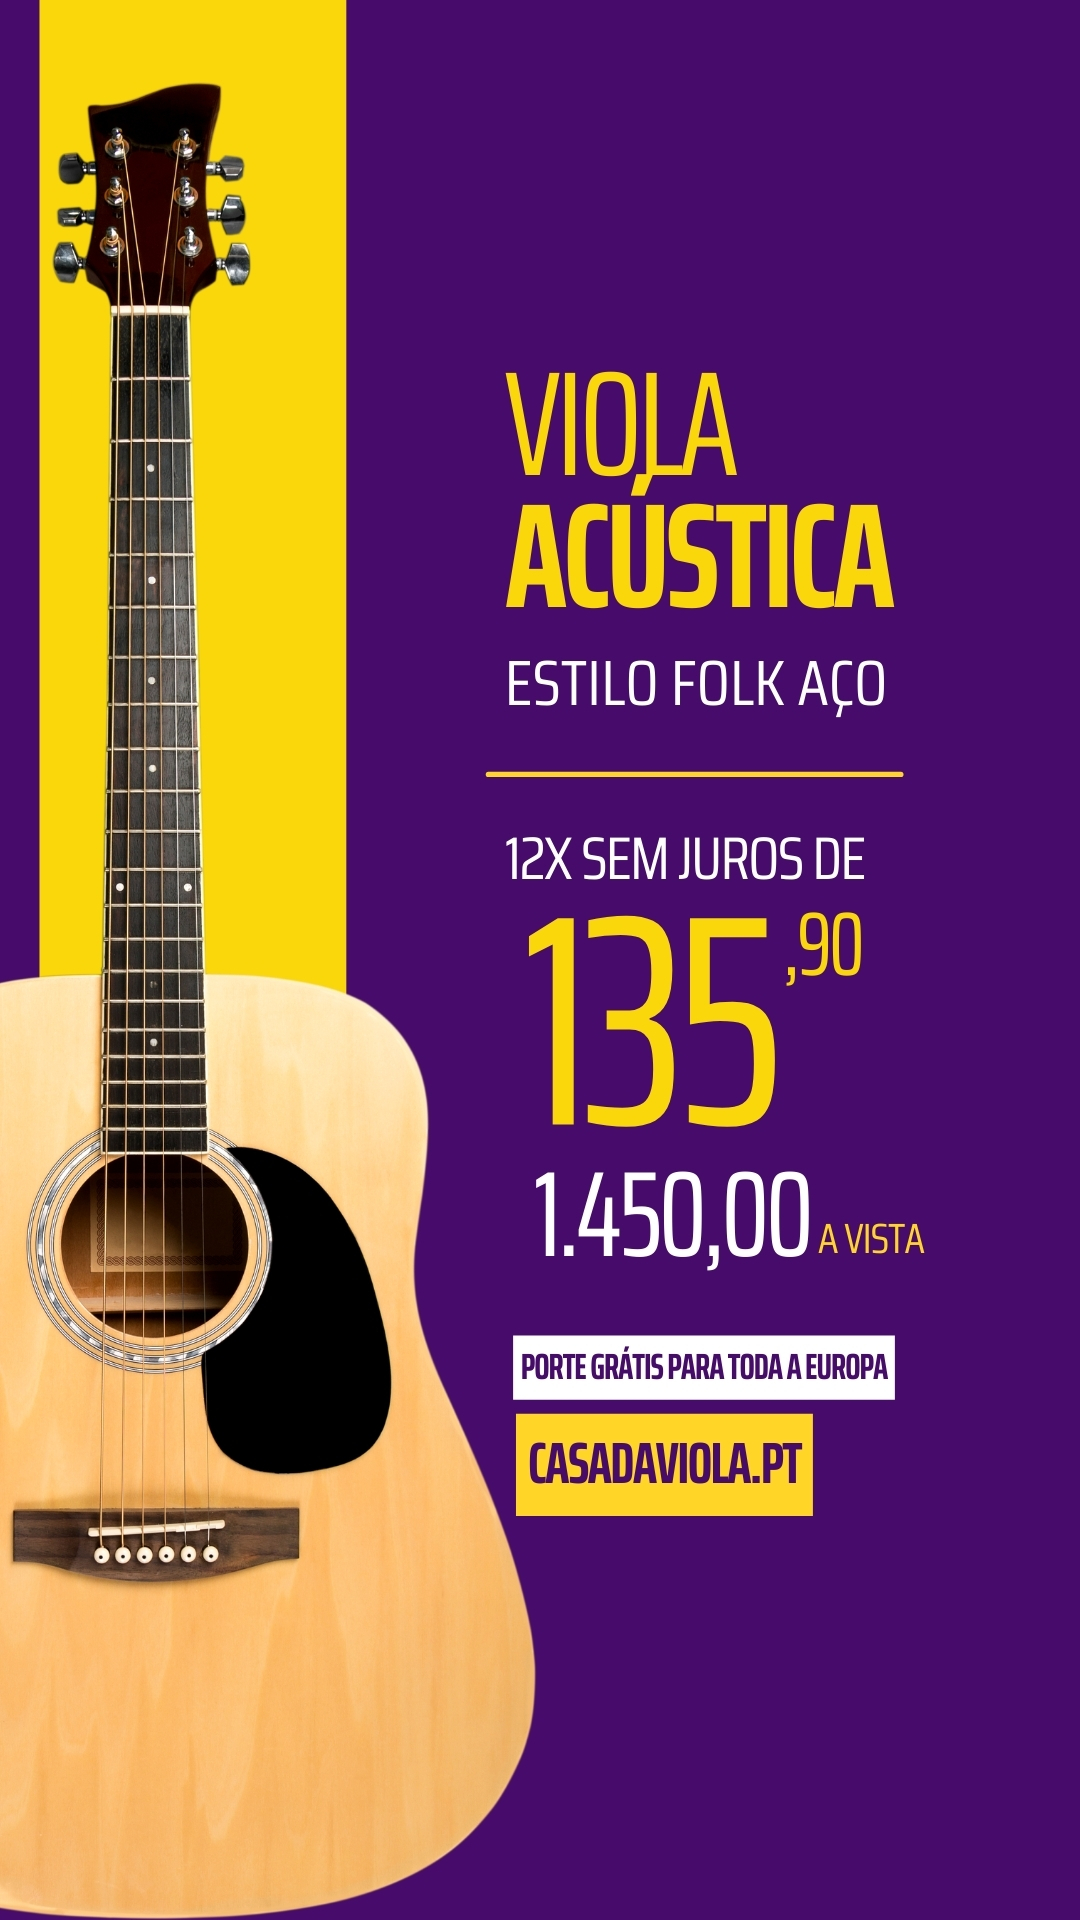 VIOLA
ACÚSTICA
ESTILO FOLK AÇO
12X SEM JUROS DE
135,90
1.450,00 A VISTA
PORTE GRÁTIS PARA TODA A EUROPA
CASADAVIOLA.PT